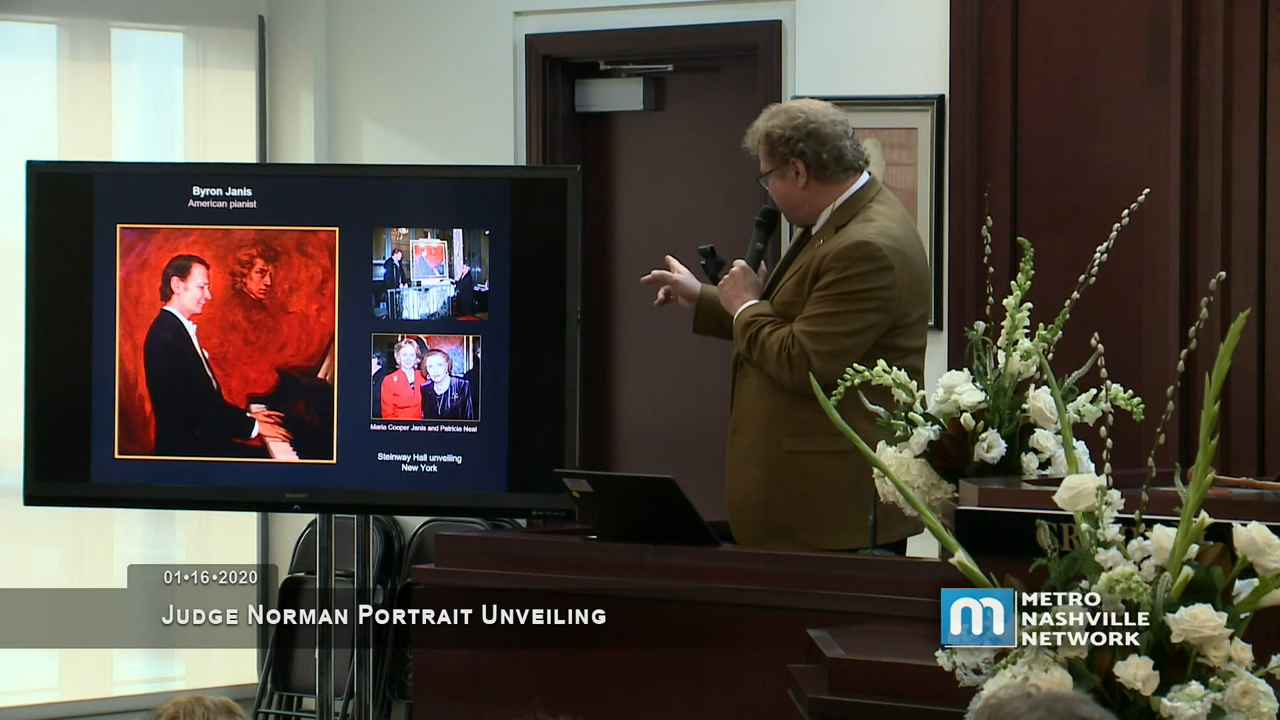 Byron Janis
American pianist
Maria Cooper Janis and Patricia Neal
Steinway Hall unveiling
New York
01•16•2020
JUDGE NORMAN PORTRAIT UNVEILING
m
METRO
NASHVILLE
NETWORK